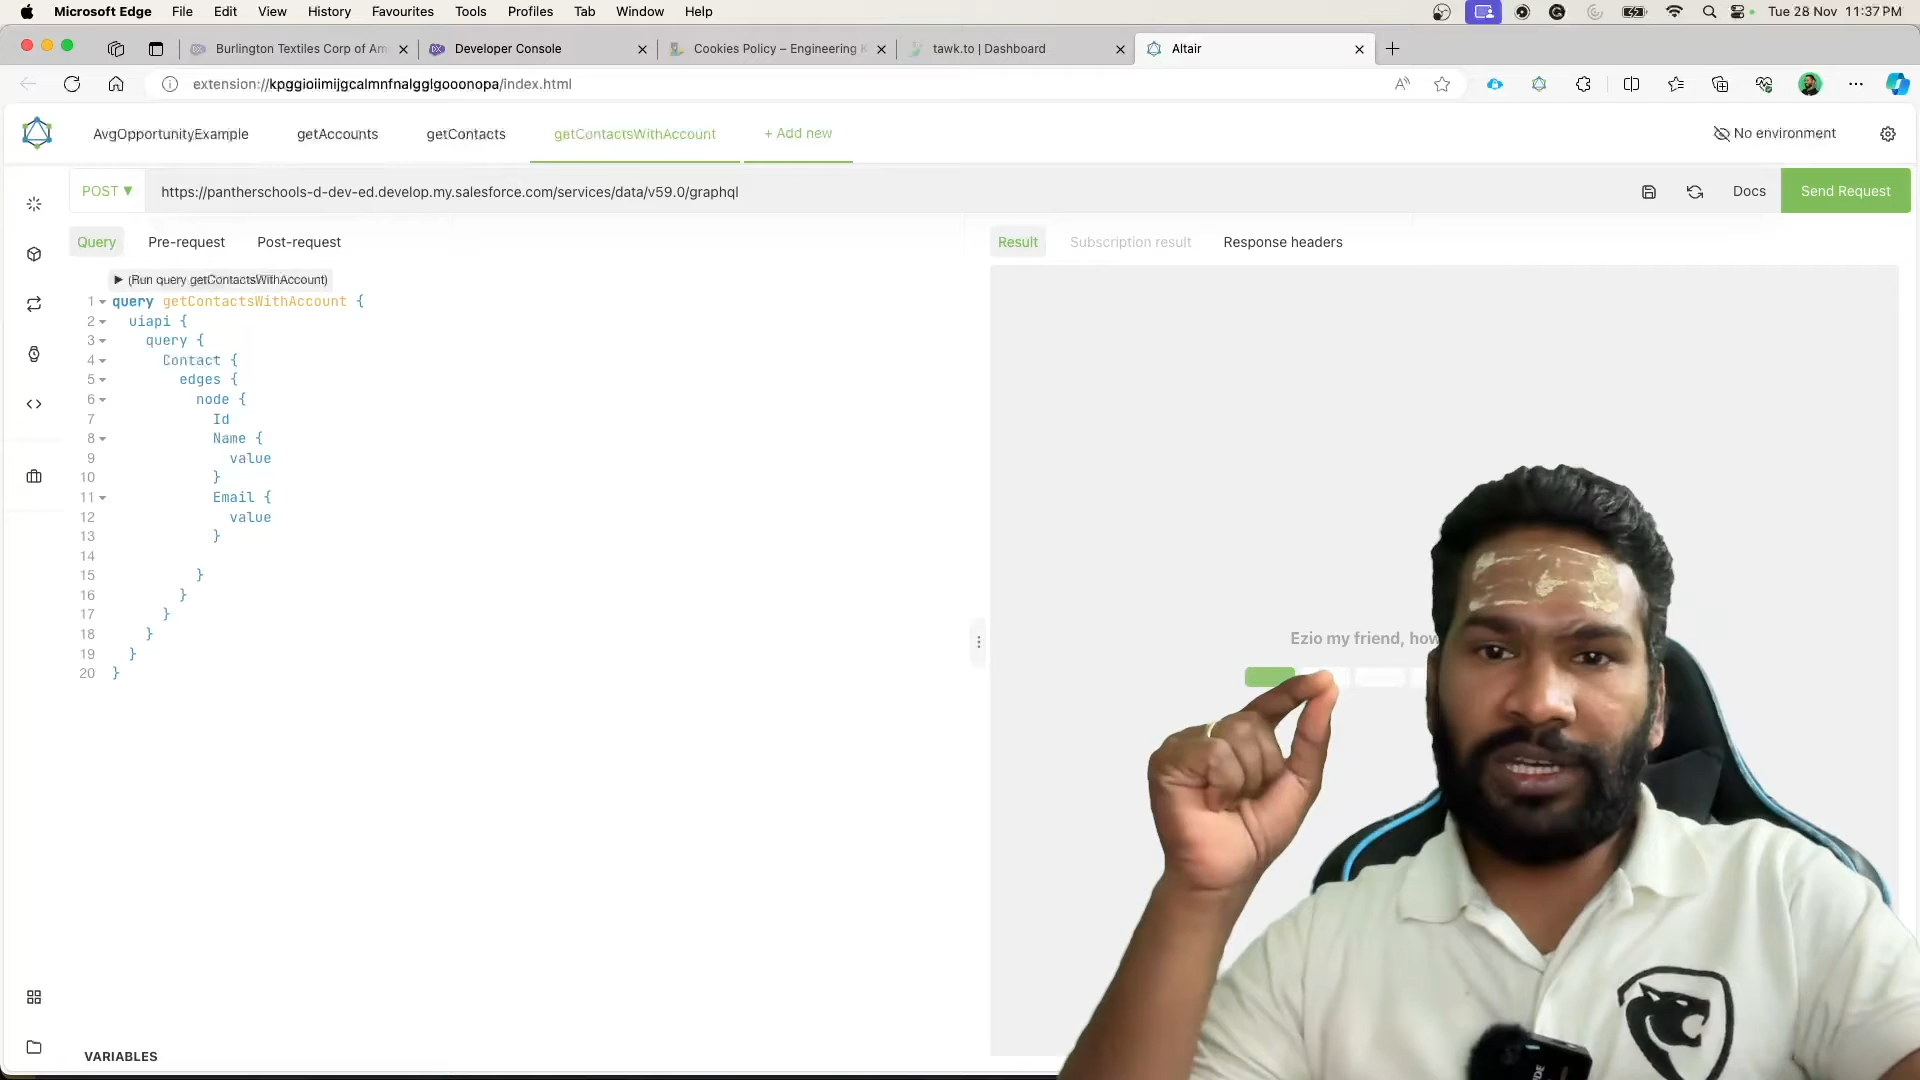 Microsoft Edge File Edit View History Favourites Tools Profiles Tab Window Help Tue 28 Nov 11:37 PM
Burlington Textiles Corp of Am Developer Console Cookies Policy – Engineering tawk.to | Dashboard Altair
extension://kpggioiimijgcalmnfnalgglgooonopa/index.html
AvgOpportunityExample getAccounts getContacts getContactsWithAccount + Add new No environment
POST ▼ https://pantherschools-d-dev-ed.develop.my.salesforce.com/services/data/v59.0/graphql Docs Send Request
Query Pre-request Post-request Result Subscription result Response headers
▶ (Run query getContactsWithAccount)
1 query getContactsWithAccount {
2 uiapi {
3 query {
4 Contact {
5 edges {
6 node {
7 Id
8 Name {
9 value
10 }
11 Email {
12 value
13 }
14
15 }
16 }
17 }
18 }
19 }
20 }
Ezio my friend, how
VARIABLES